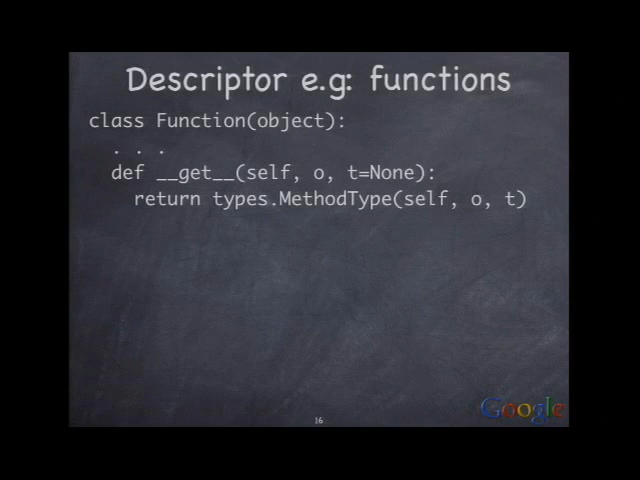 Descriptor e.g: functions
class Function(object):
. . .
def __get__(self, o, t=None):
return types.MethodType(self, o, t)
Google
16